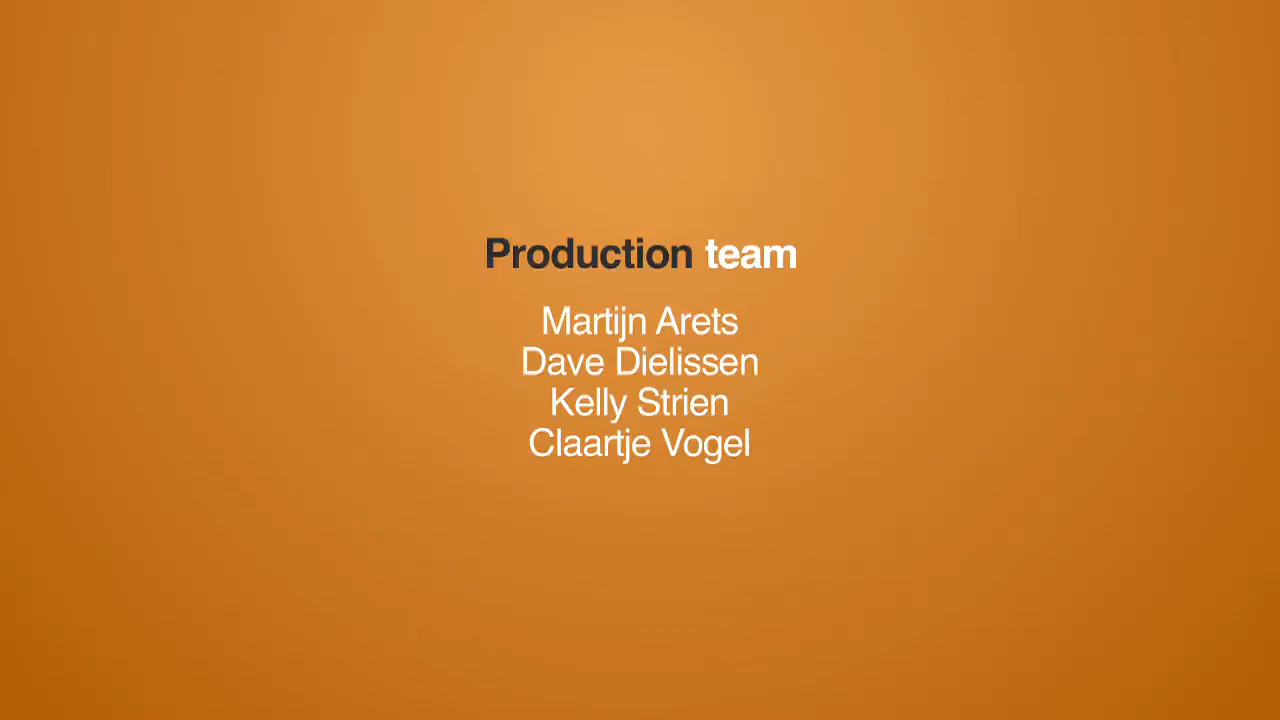 Production team
Martijn Arets
Dave Dielissen
Kelly Strien
Claartje Vogel